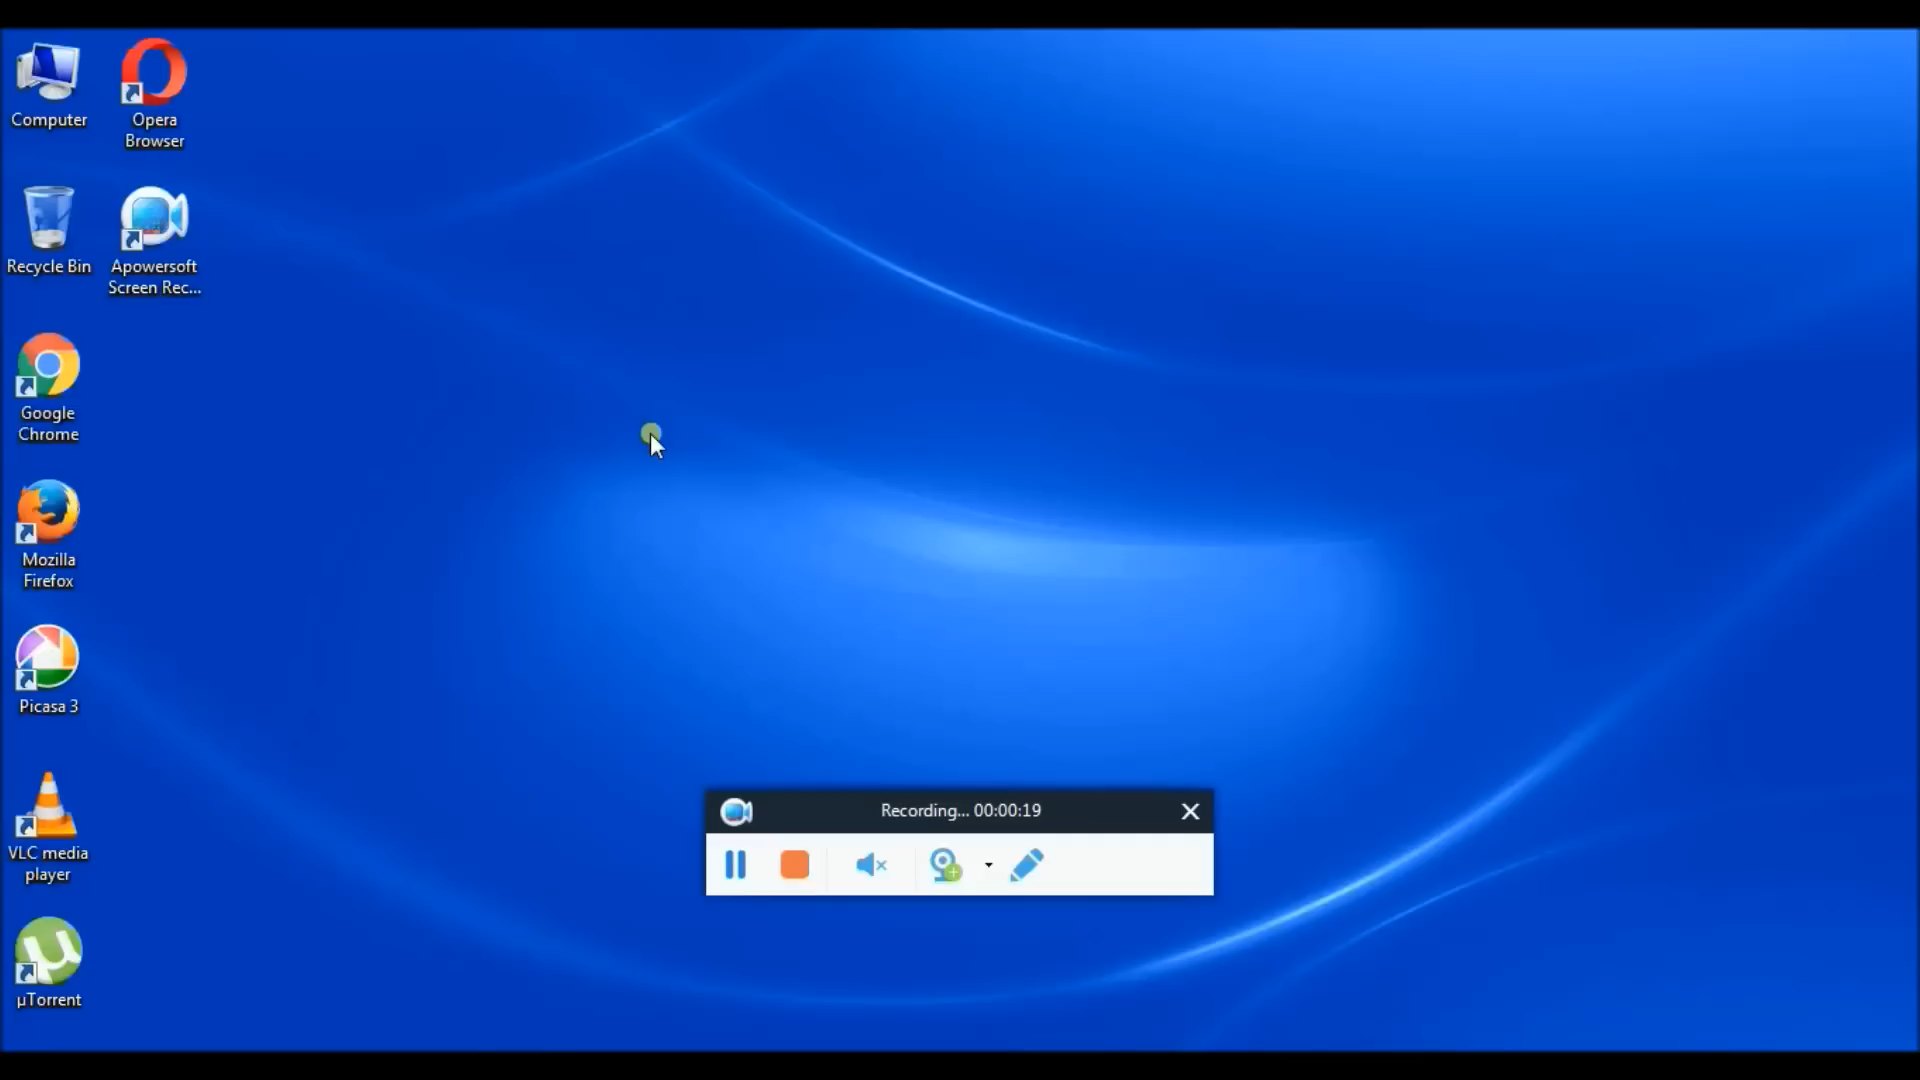 Computer
Opera
Browser
Recycle Bin
Apowersoft
Screen Rec...
Google
Chrome
Mozilla
Firefox
Picasa 3
VLC media
player
µTorrent
Recording... 00:00:19